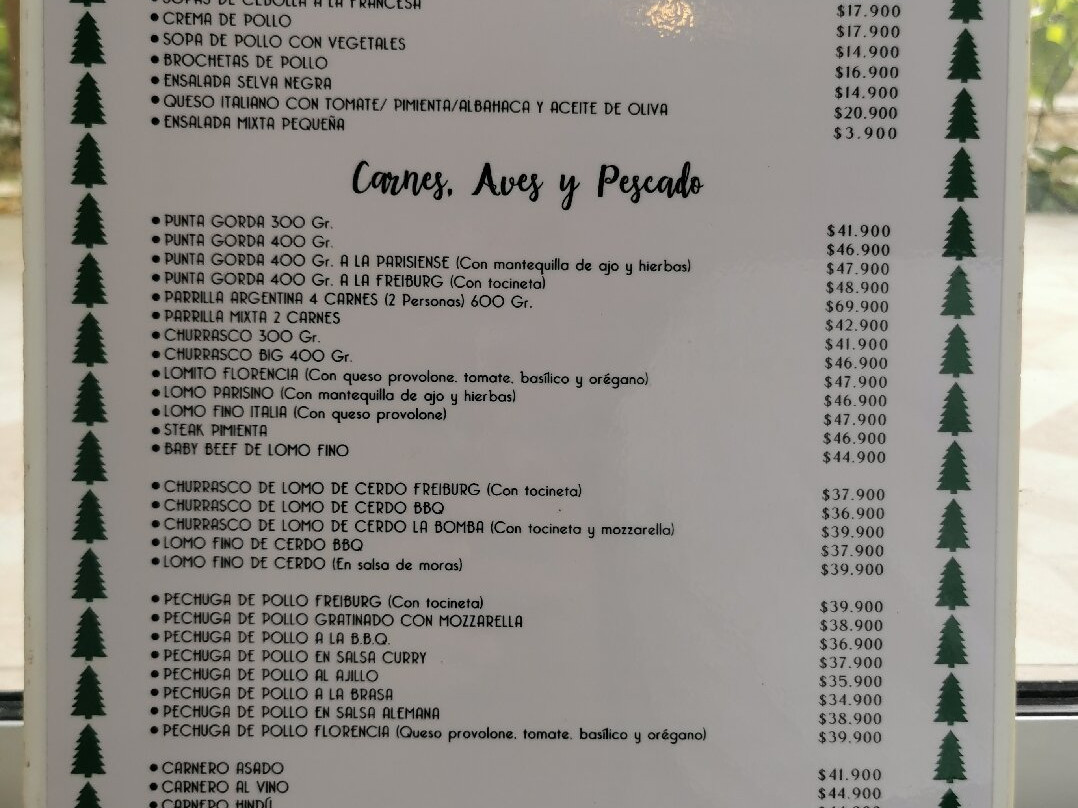 • SOPAS DE CEBOLLA A LA FRANCESA $17.900
• CREMA DE POLLO $17.900
• SOPA DE POLLO CON VEGETALES $14.900
• BROCHETAS DE POLLO $16.900
• ENSALADA SELVA NEGRA $14.900
• QUESO ITALIANO CON TOMATE/ PIMIENTA/ALBAHACA Y ACEITE DE OLIVA $20.900
• ENSALADA MIXTA PEQUEÑA $3.900
Carnes, Aves y Pescado
• PUNTA GORDA 300 Gr. $41.900
• PUNTA GORDA 400 Gr. $46.900
• PUNTA GORDA 400 Gr. A LA PARISIENSE (Con mantequilla de ajo y hierbas) $47.900
• PUNTA GORDA 400 Gr. A LA FREIBURG (Con tocineta) $48.900
• PARRILLA ARGENTINA 4 CARNES (2 Personas) 600 Gr. $69.900
• PARRILLA MIXTA 2 CARNES $42.900
• CHURRASCO 300 Gr. $41.900
• CHURRASCO BIG 400 Gr. $46.900
• LOMITO FLORENCIA (Con queso provolone, tomate, basílico y orégano) $47.900
• LOMO PARISINO (Con mantequilla de ajo y hierbas) $46.900
• LOMO FINO ITALIA (Con queso provolone) $47.900
• STEAK PIMIENTA $46.900
• BABY BEEF DE LOMO FINO $44.900
• CHURRASCO DE LOMO DE CERDO FREIBURG (Con tocineta) $37.900
• CHURRASCO DE LOMO DE CERDO BBQ $36.900
• CHURRASCO DE LOMO DE CERDO LA BOMBA (Con tocineta y mozzarella) $39.900
• LOMO FINO DE CERDO BBQ $37.900
• LOMO FINO DE CERDO (En salsa de moras) $39.900
• PECHUGA DE POLLO FREIBURG (Con tocineta) $39.900
• PECHUGA DE POLLO GRATINADO CON MOZZARELLA $38.900
• PECHUGA DE POLLO A LA B.B.Q. $36.900
• PECHUGA DE POLLO EN SALSA CURRY $37.900
• PECHUGA DE POLLO AL AJILLO $35.900
• PECHUGA DE POLLO A LA BRASA $34.900
• PECHUGA DE POLLO EN SALSA ALEMANA $38.900
• PECHUGA DE POLLO FLORENCIA (Queso provolone, tomate, basílico y orégano) $39.900
• CARNERO ASADO $41.900
• CARNERO AL VINO $44.900
• CARNERO HINDÚ